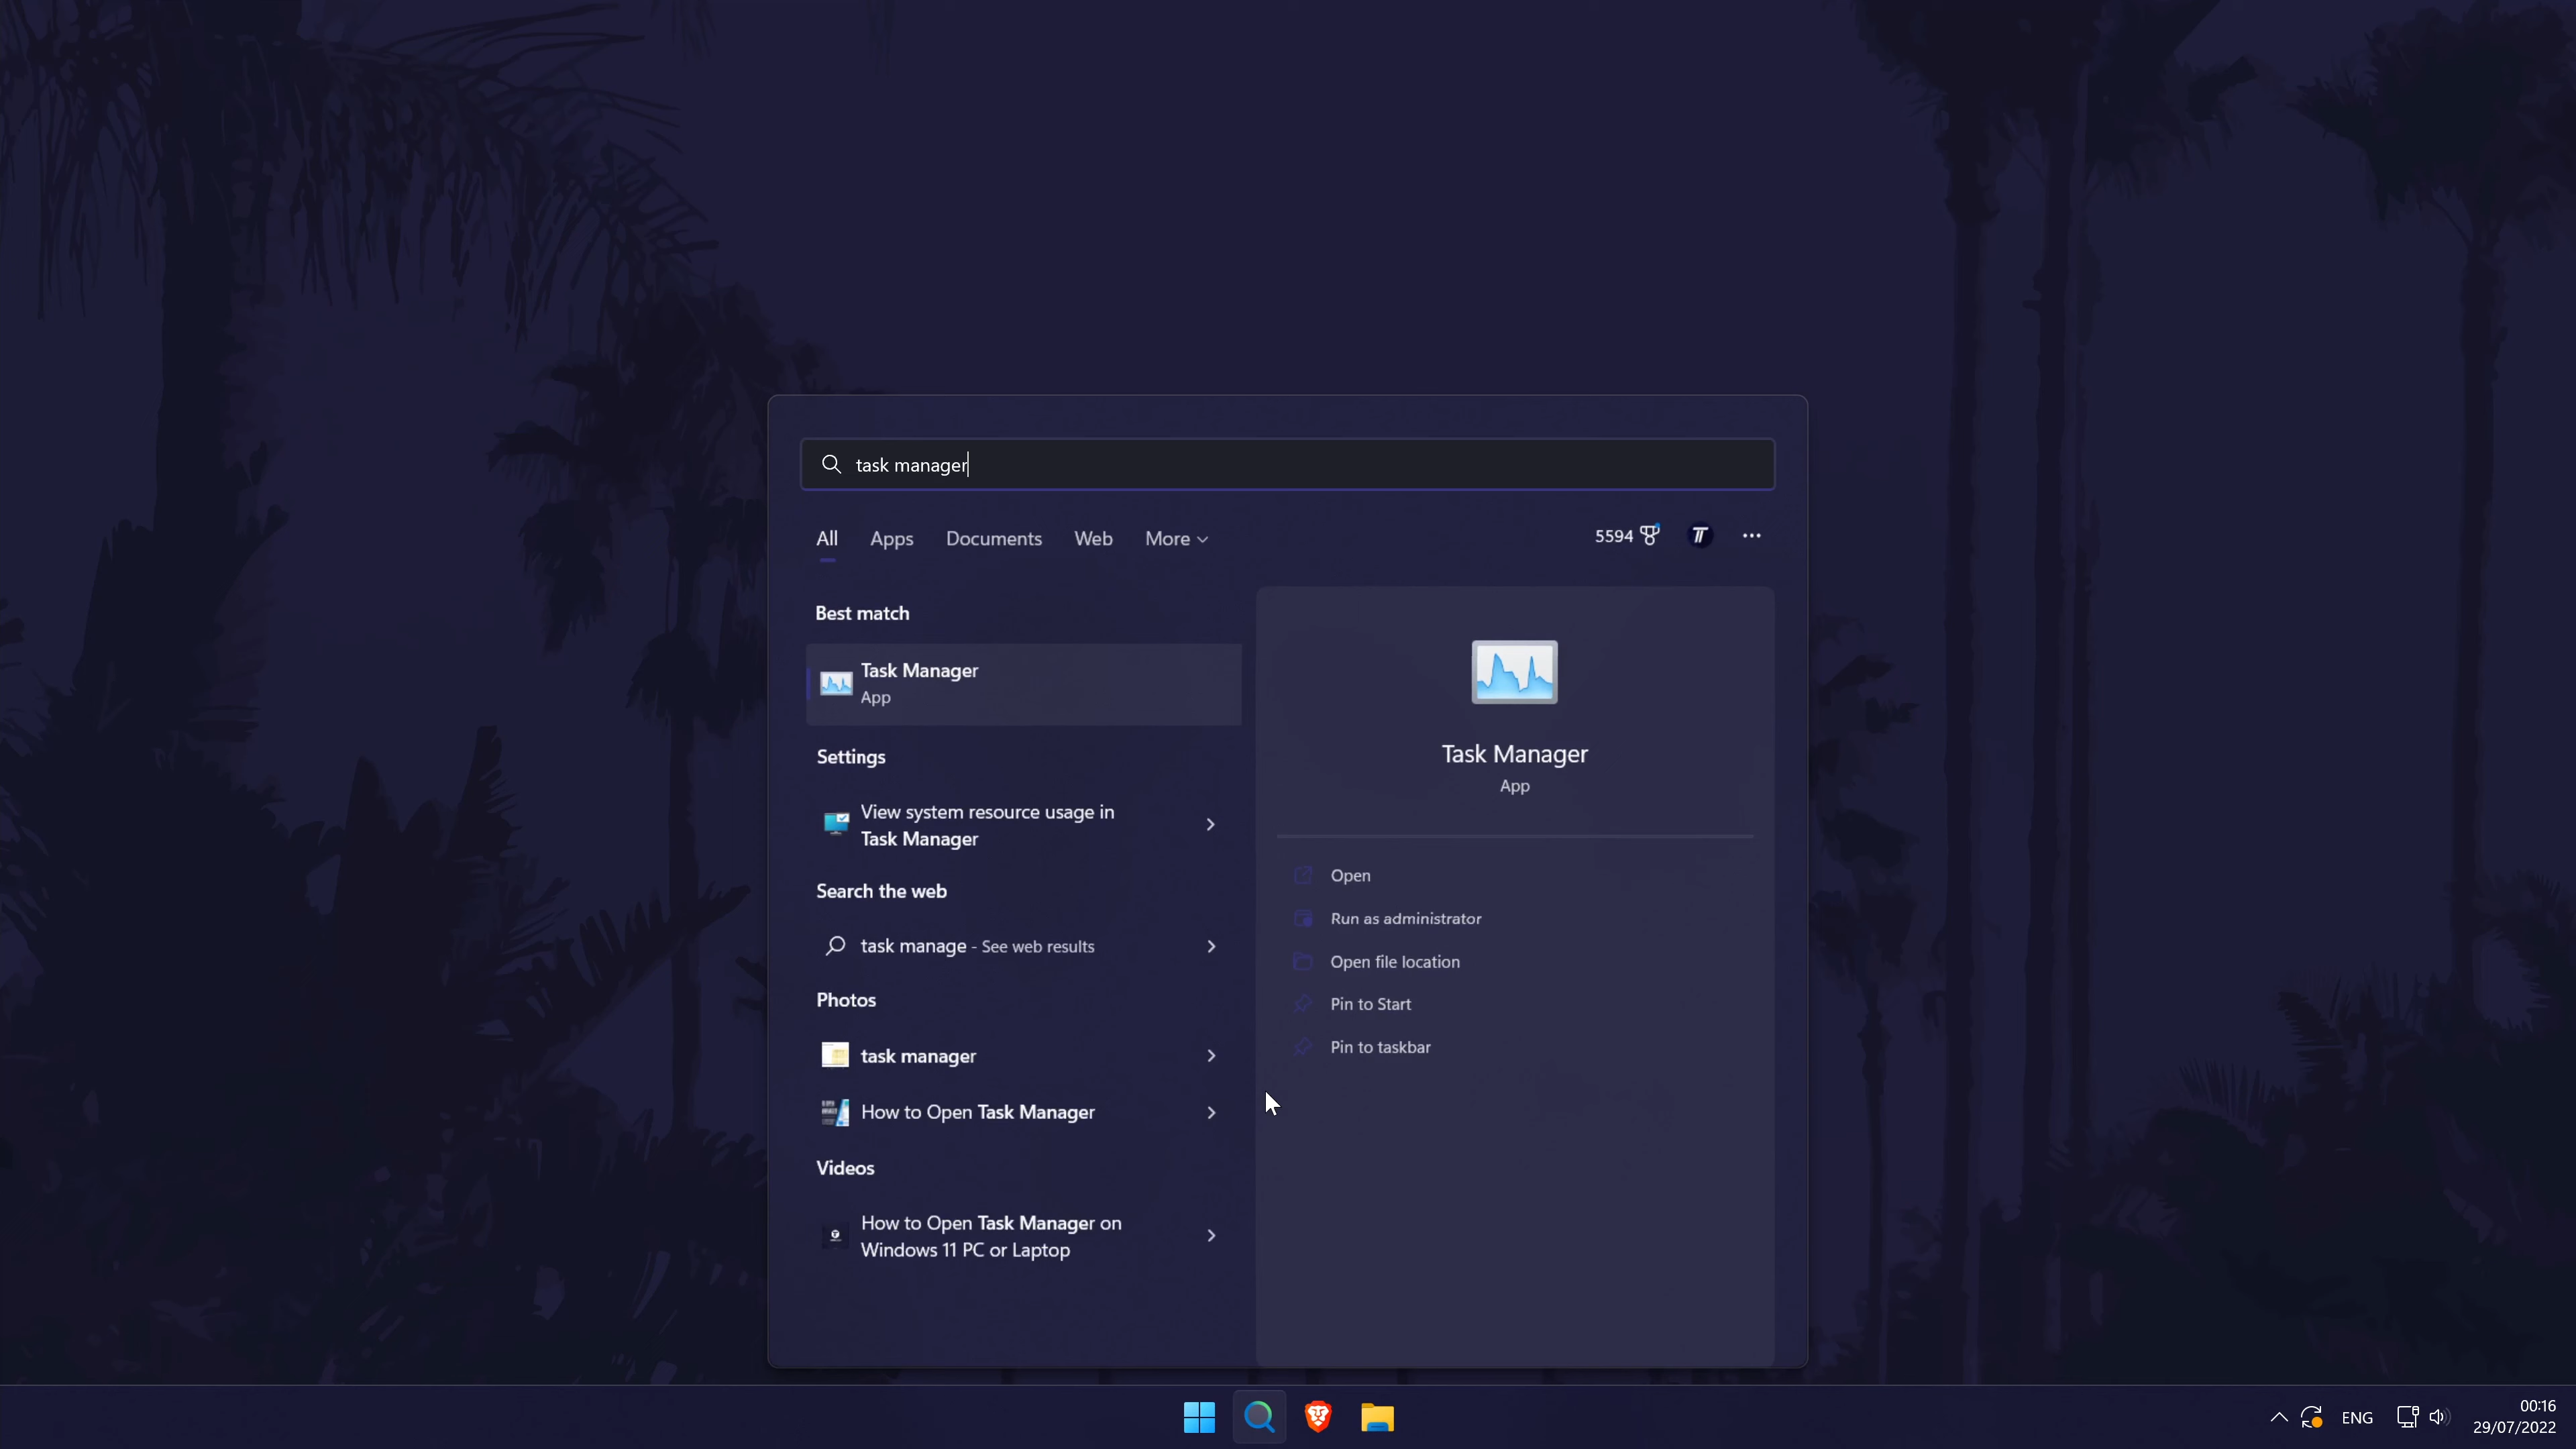 task manager
All Apps Documents Web More 5594
Best match
Task Manager
App
Settings
View system resource usage in
Task Manager
Search the web
task manage - See web results
Photos
task manager
How to Open Task Manager
Videos
How to Open Task Manager on
Windows 11 PC or Laptop
Task Manager
App
Open
Run as administrator
Open file location
Pin to Start
Pin to taskbar
ENG
00:16
29/07/2022